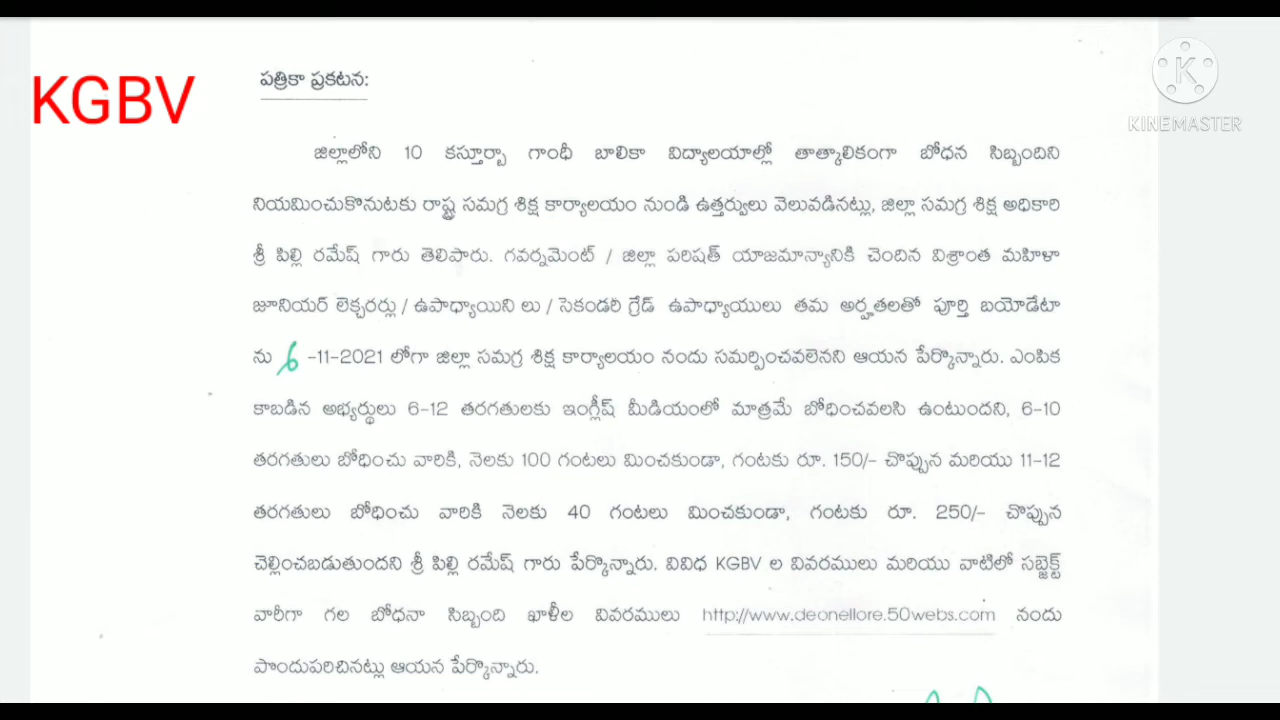 KGBV
పత్రికా ప్రకటన:
KINEMASTER
జిల్లాలోని 10 కస్తూర్బా గాంధీ బాలికా విద్యాలయాల్లో తాత్కాలికంగా బోధన సిబ్బందిని
నియమించుకొనుటకు రాష్ట్ర సమగ్ర శిక్ష కార్యాలయం నుండి ఉత్తర్వులు వెలువడినట్లు, జిల్లా సమగ్ర శిక్ష అధికారి
శ్రీ పిల్లి రమేష్ గారు తెలిపారు. గవర్నమెంట్ / జిల్లా పరిషత్ యాజమాన్యానికి చెందిన విశ్రాంత మహిళా
జూనియర్ లెక్చరర్లు / ఉపాధ్యాయిని లు / సెకండరీ గ్రేడ్ ఉపాధ్యాయులు తమ అర్హతలతో పూర్తి బయోడేటా
ను 6 -11-2021 లోగా జిల్లా సమగ్ర శిక్ష కార్యాలయం నందు సమర్పించవలెనని ఆయన పేర్కొన్నారు. ఎంపిక
కాబడిన అభ్యర్థులు 6-12 తరగతులకు ఇంగ్లీష్ మీడియంలో మాత్రమే బోధించవలసి ఉంటుందని, 6-10
తరగతులు బోధించు వారికి, నెలకు 100 గంటలు మించకుండా, గంటకు రూ. 150/- చొప్పున మరియు 11-12
తరగతులు బోధించు వారికి నెలకు 40 గంటలు మించకుండా, గంటకు రూ. 250/- చొప్పున
చెల్లించబడుతుందని శ్రీ పిల్లి రమేష్ గారు పేర్కొన్నారు. వివిధ KGBV ల వివరములు మరియు వాటిలో సబ్జెక్ట్
వారీగా గల బోధనా సిబ్బంది ఖాళీల వివరములు http://www.deonellore.50webs.com నందు
పొందుపరిచినట్లు ఆయన పేర్కొన్నారు.